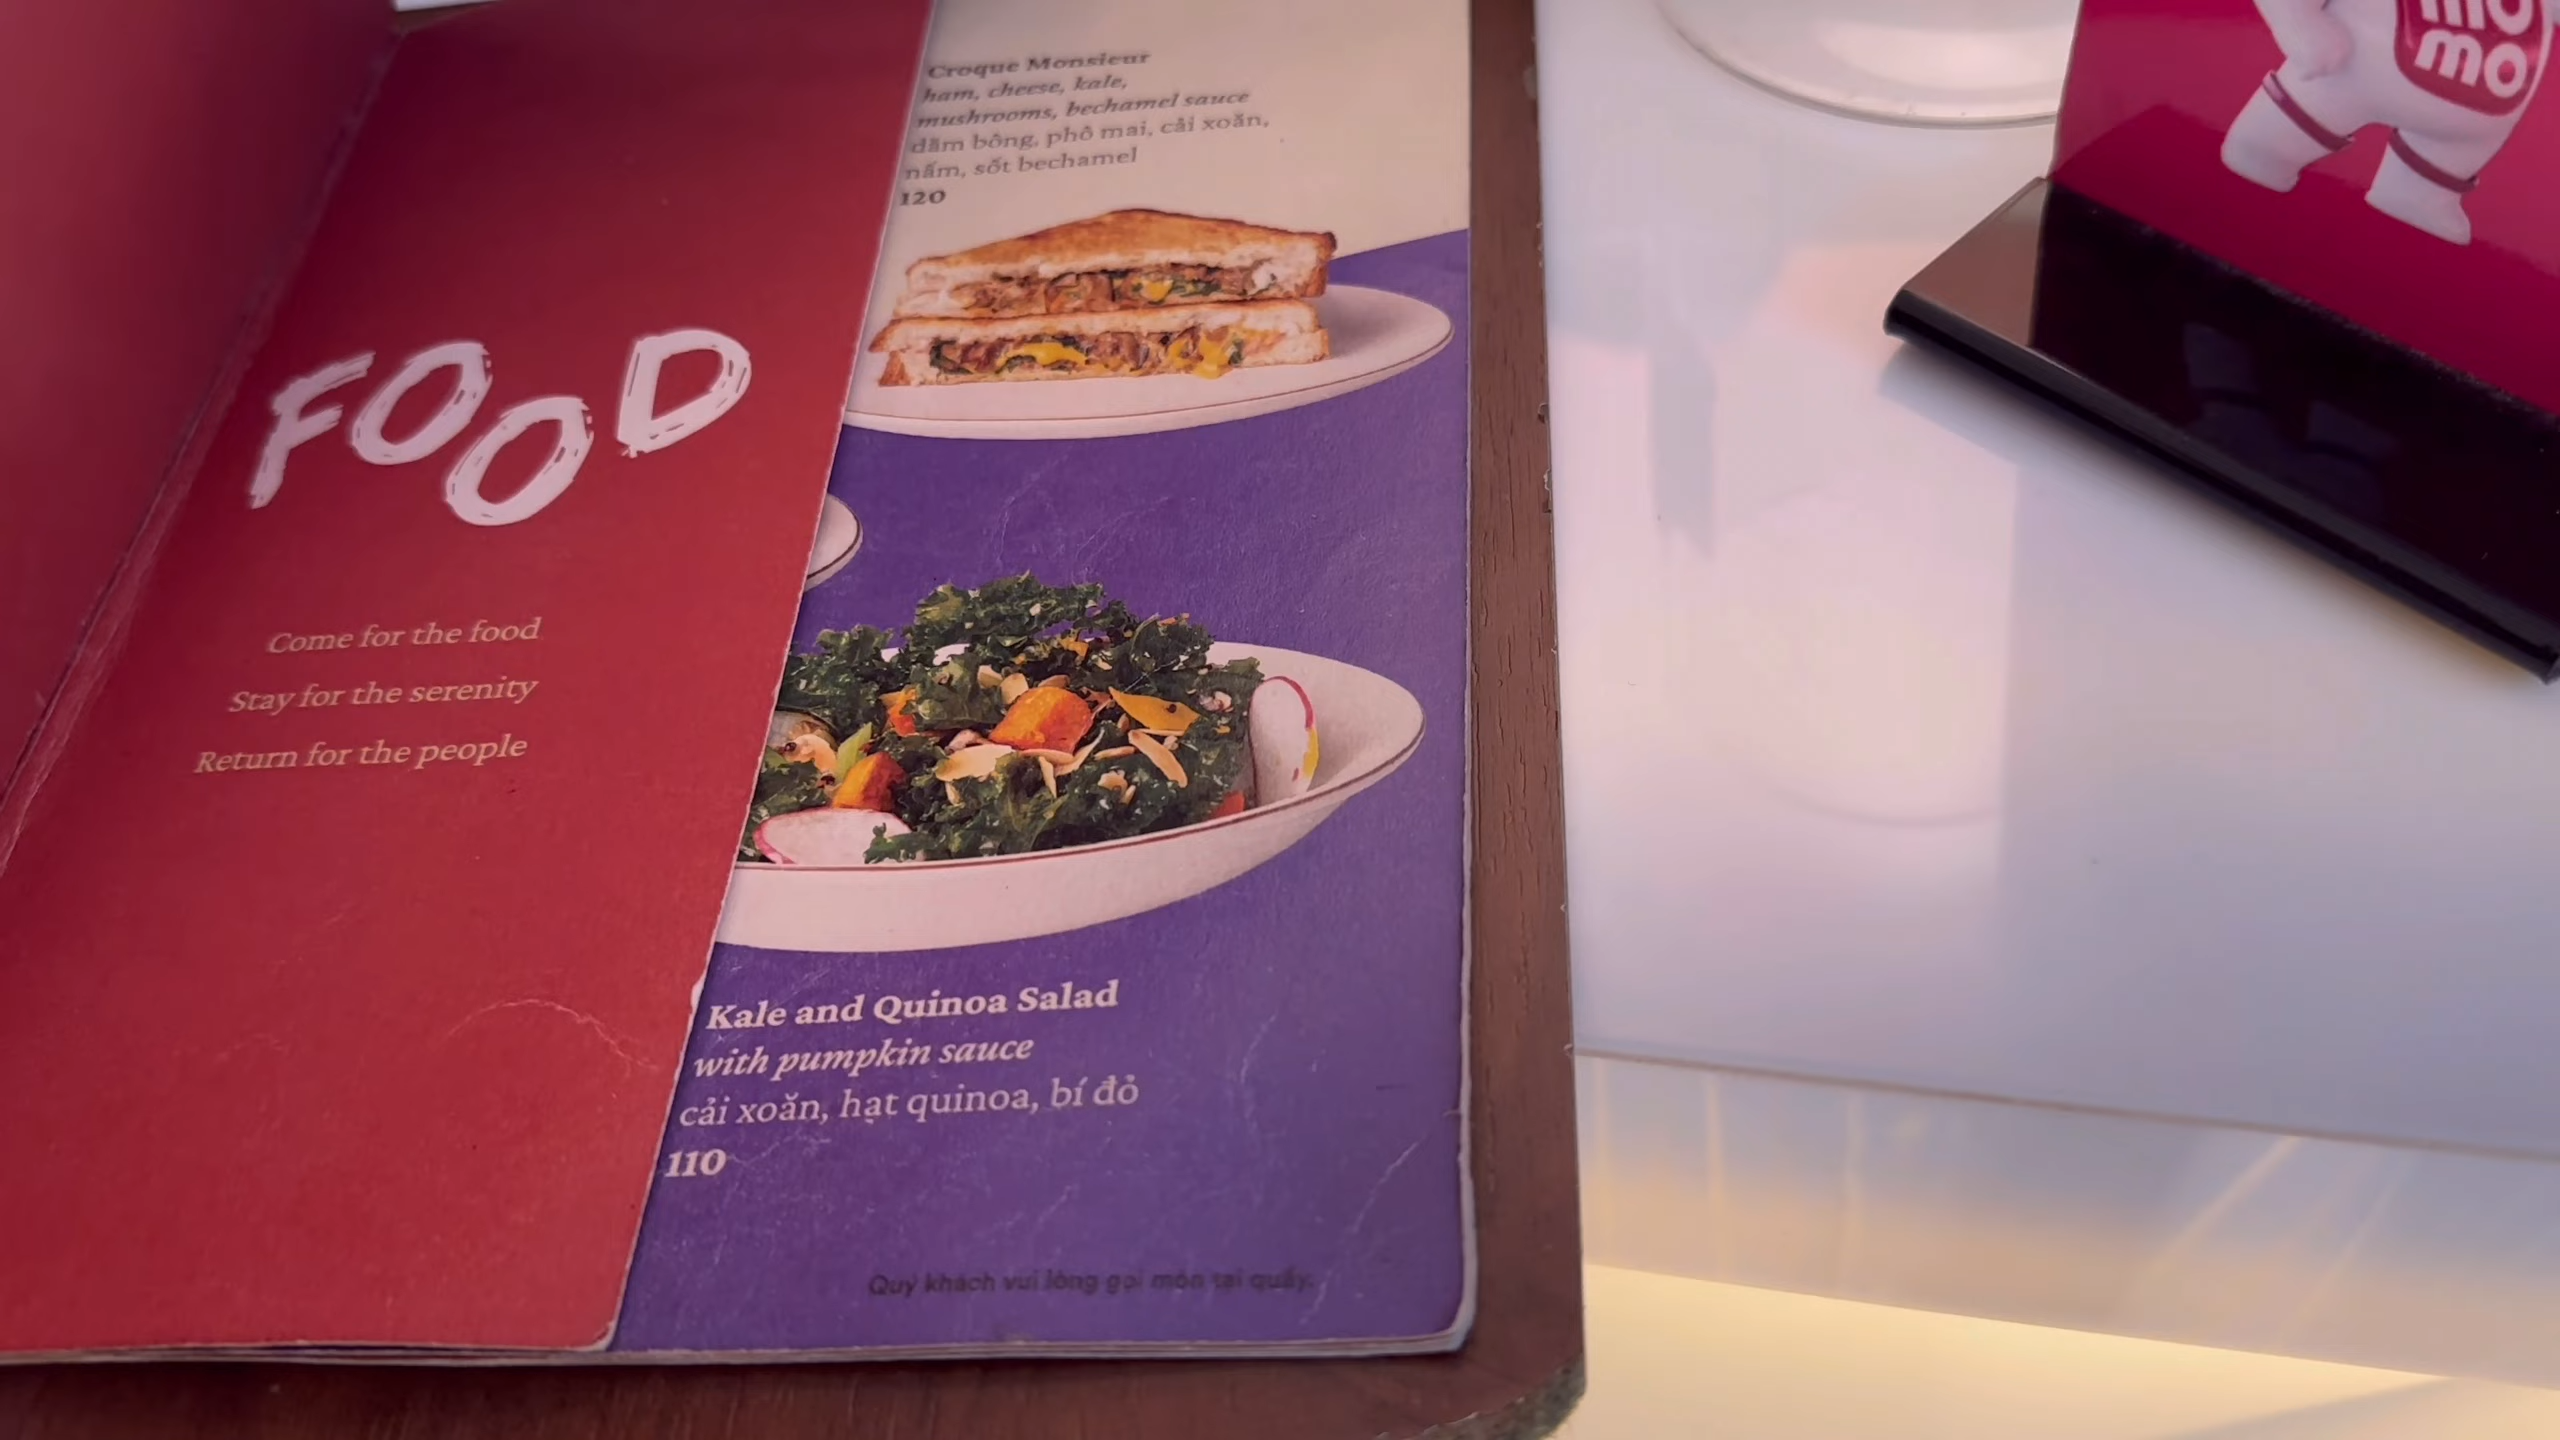 FOOD
Come for the food
Stay for the serenity
Return for the people
Croque Monsieur
ham, cheese, kale,
mushrooms, bechamel sauce
dăm bông, phô mai, cải xoăn,
nấm, sốt bechamel
120
Kale and Quinoa Salad
with pumpkin sauce
cải xoăn, hạt quinoa, bí đỏ
110
Quý khách vui lòng gọi món tại quầy.
mo
mo